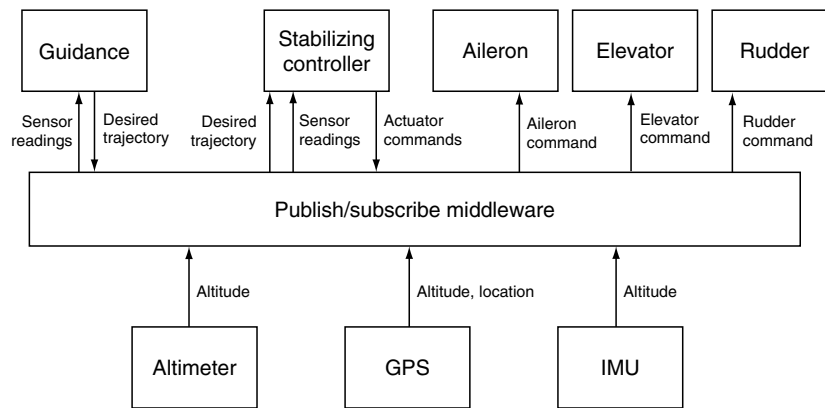 Guidance
Stabilizing
controller
Aileron
Elevator
Rudder
Sensor
readings
Desired
trajectory
Desired
trajectory
Sensor
readings
Actuator
commands
Aileron
command
Elevator
command
Rudder
command
Publish/subscribe middleware
Altitude
Altitude, location
Altitude
Altimeter
GPS
IMU